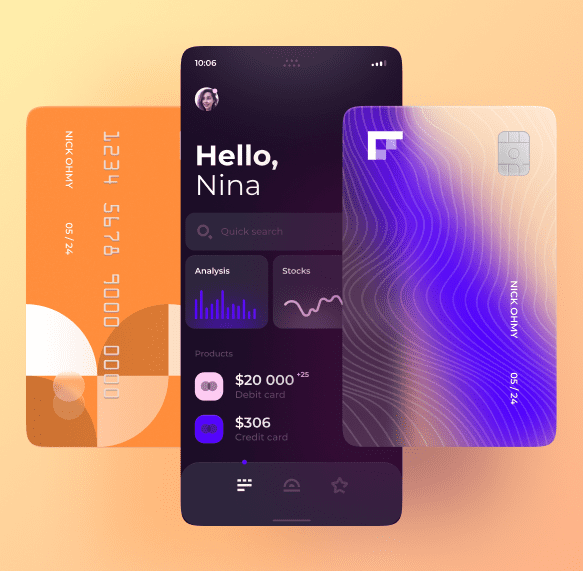 10:06
NICK OHMY
05 / 24
1234 5678 9000 0000
Hello,
Nina
Quick search
Analysis
Stocks
Products
$20 000 +25
Debit card
$306
Credit card
NICK OHMY
05 / 24